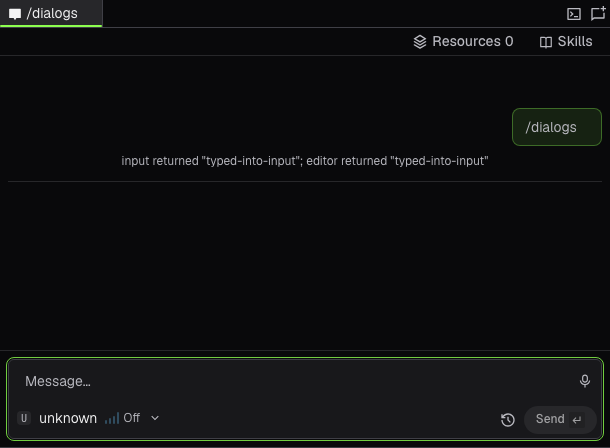 /dialogs
Resources 0
Skills
/dialogs
input returned "typed-into-input"; editor returned "typed-into-input"
Message...
U unknown Off
Send